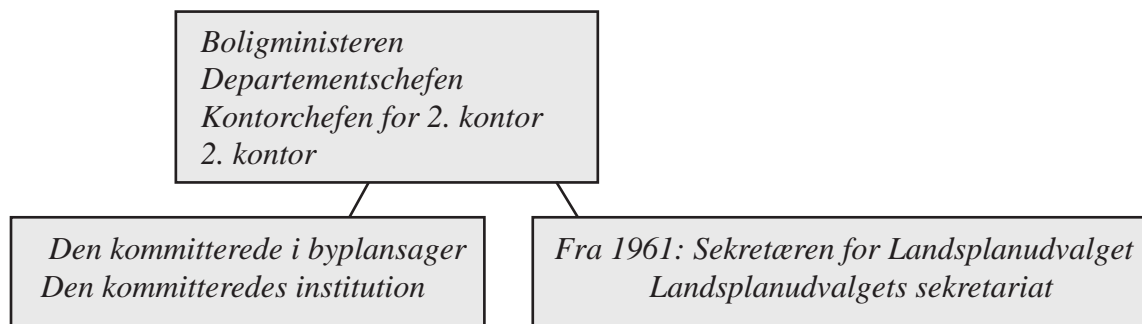 Boligministeren
Departementschefen
Kontorchefen for 2. kontor
2. kontor
Den kommitterede i byplansager
Den kommitteredes institution
Fra 1961: Sekretæren for Landsplanudvalget
Landsplanudvalgets sekretariat